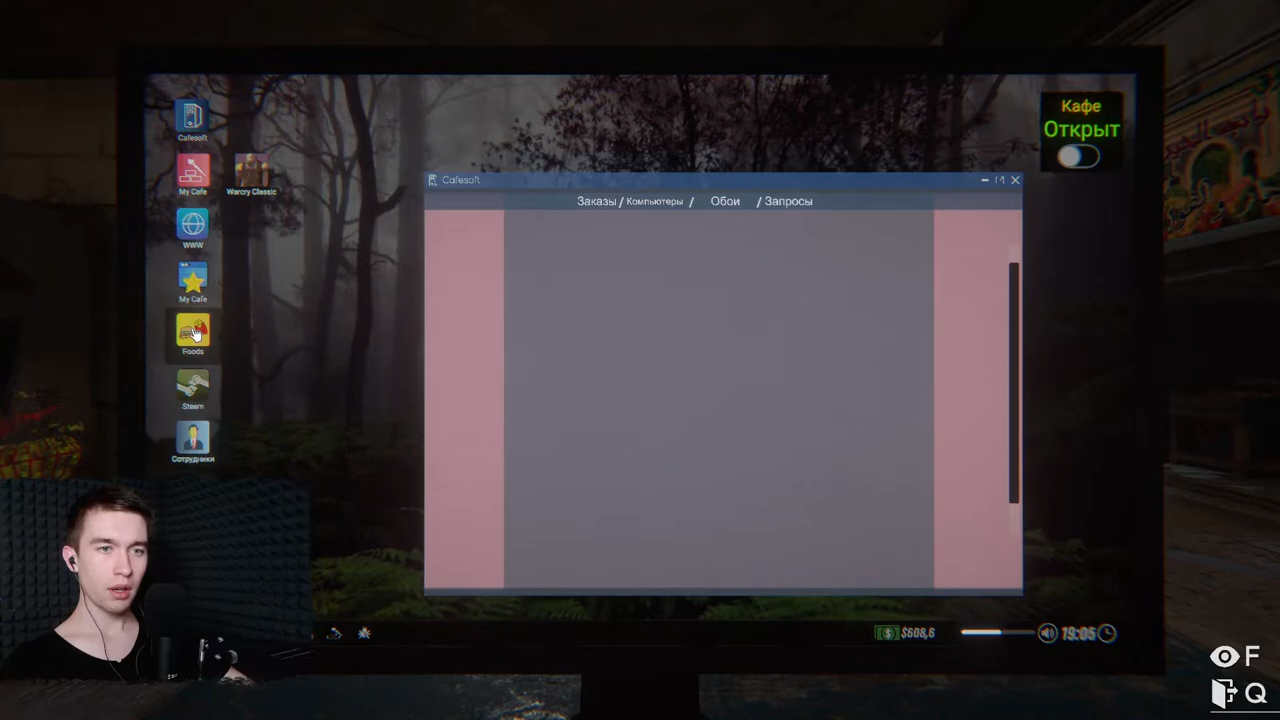 Cafesoft
My Cafe
Warcry Classic
WWW
My Cafe
Foods
Steem
Сотрудники
Кафе
Открыт
Cafesoft
Заказы / Компьютеры / Обои / Запросы
$608,6
19:05
F
Q